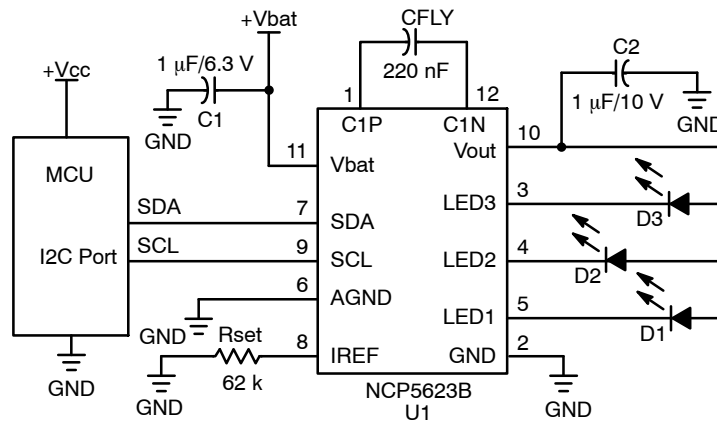 +Vbat
CFLY
220 nF
C2
1 μF/10 V
GND
+Vcc
1 μF/6.3 V
C1
GND
1
12
C1P
C1N
10
Vout
11
Vbat
MCU
I2C Port
SDA
7
SDA
SCL
9
SCL
6
AGND
GND
Rset
62 k
8
IREF
GND
GND
LED3
3
D3
LED2
4
D2
LED1
5
D1
GND
2
GND
NCP5623B
U1